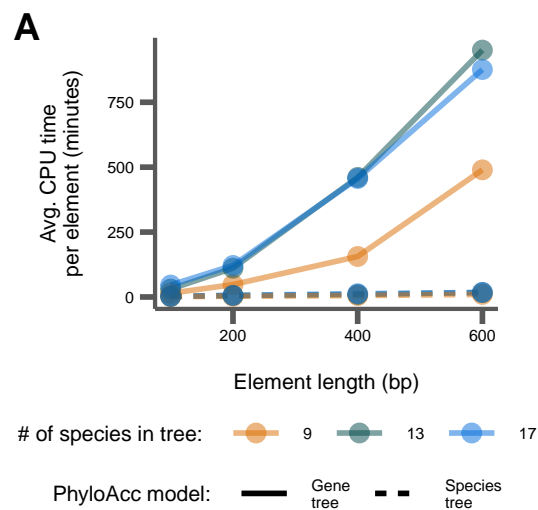 A
Avg. CPU time
per element (minutes)
750
500
250
0
200
400
600
Element length (bp)
# of species in tree: 9 13 17
PhyloAcc model: Gene tree Species tree